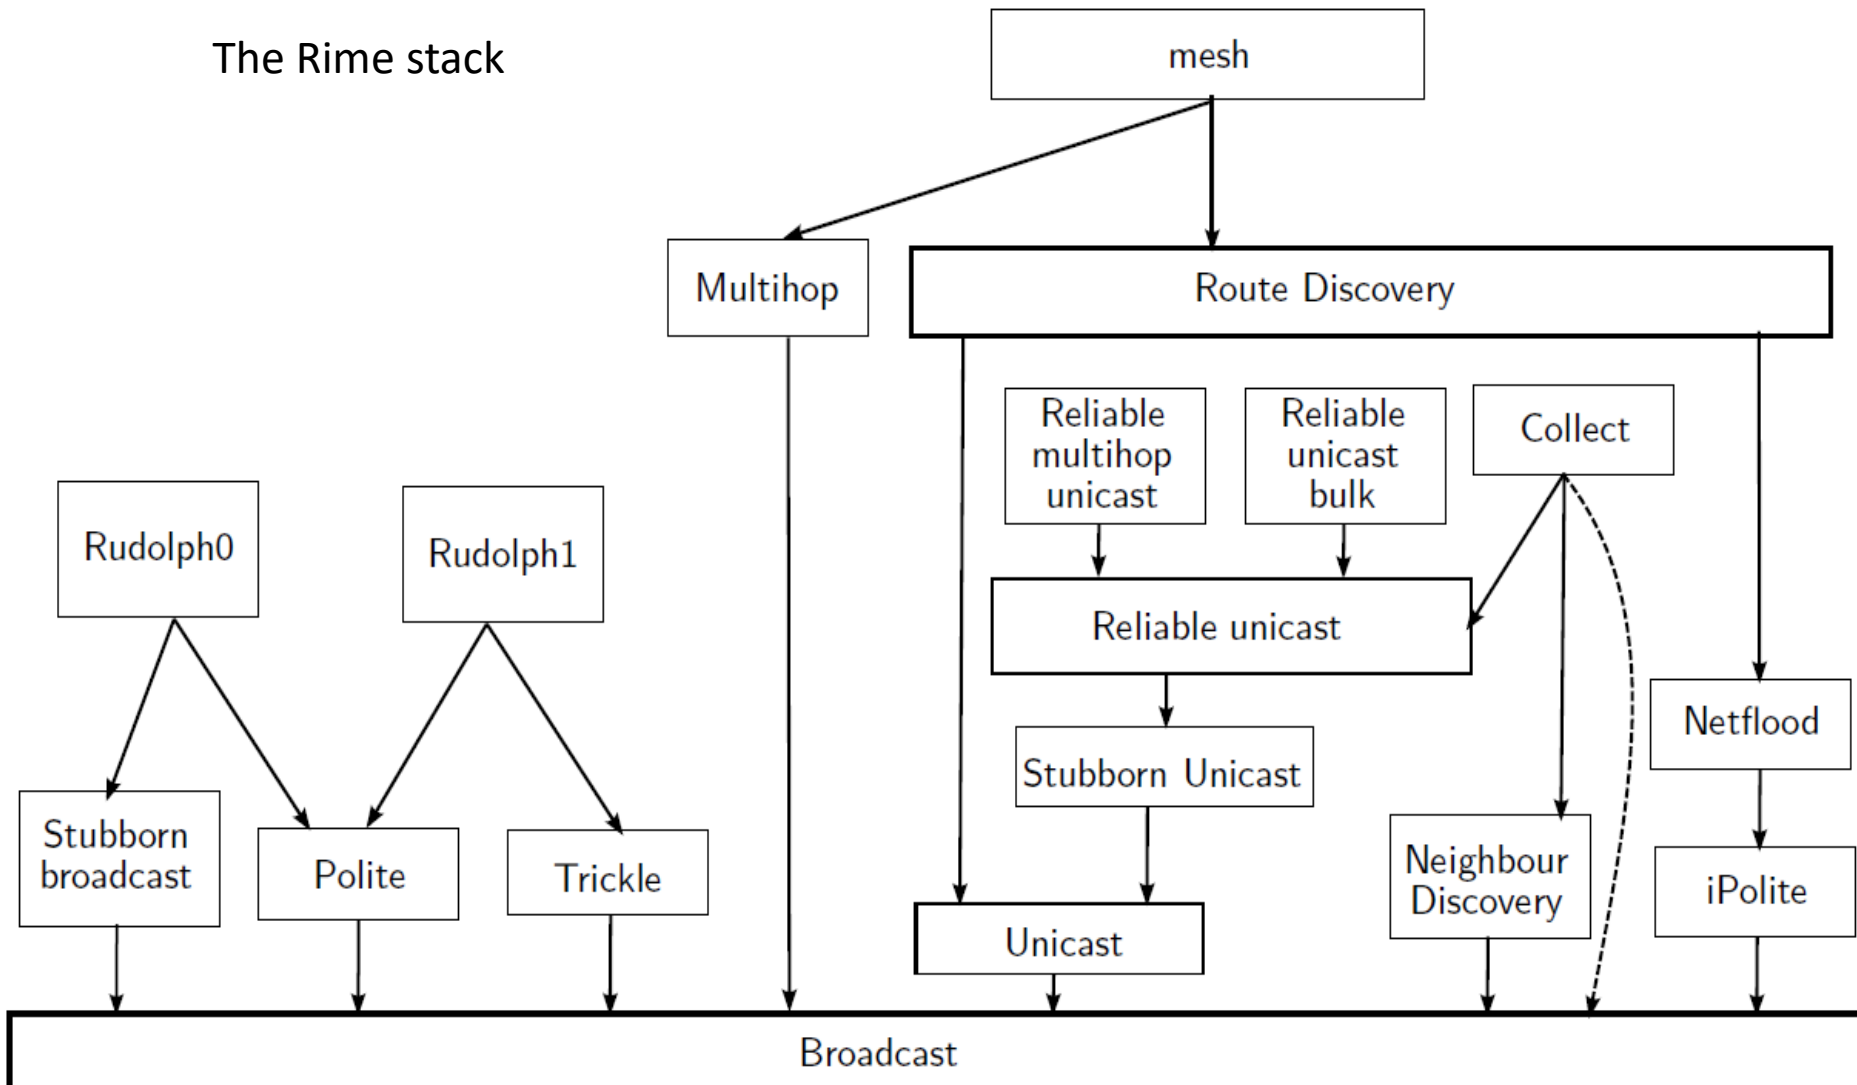 The Rime stack
mesh
Multihop
Route Discovery
Reliable
multihop
unicast
Reliable
unicast
bulk
Collect
Rudolph0
Rudolph1
Reliable unicast
Netflood
Stubborn Unicast
Stubborn
broadcast
Polite
Trickle
Neighbour
Discovery
iPolite
Unicast
Broadcast